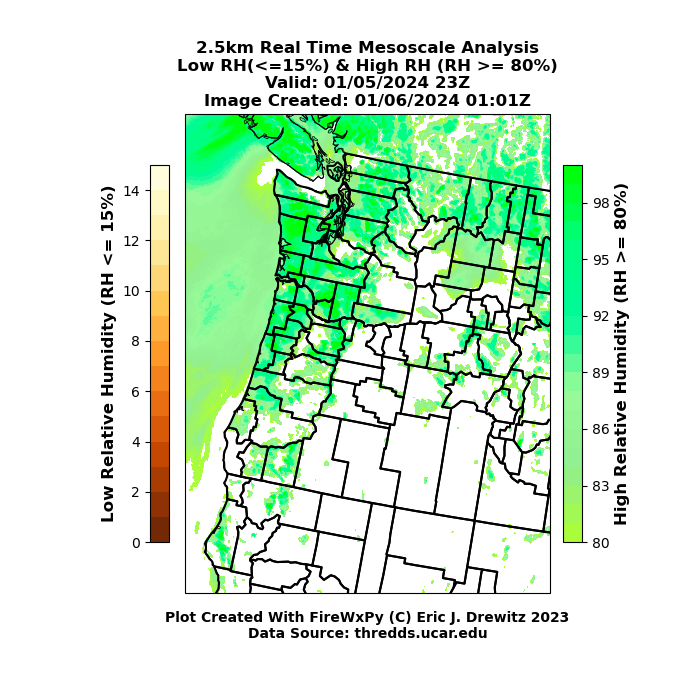 2.5km Real Time Mesoscale Analysis
Low RH(<=15%) & High RH (RH >= 80%)
Valid: 01/05/2024 23Z
Image Created: 01/06/2024 01:01Z
Low Relative Humidity (RH <= 15%)
14
12
10
8
6
4
2
0
98
95
92
89
86
83
80
High Relative Humidity (RH >= 80%)
Plot Created With FireWxPy (C) Eric J. Drewitz 2023
Data Source: thredds.ucar.edu